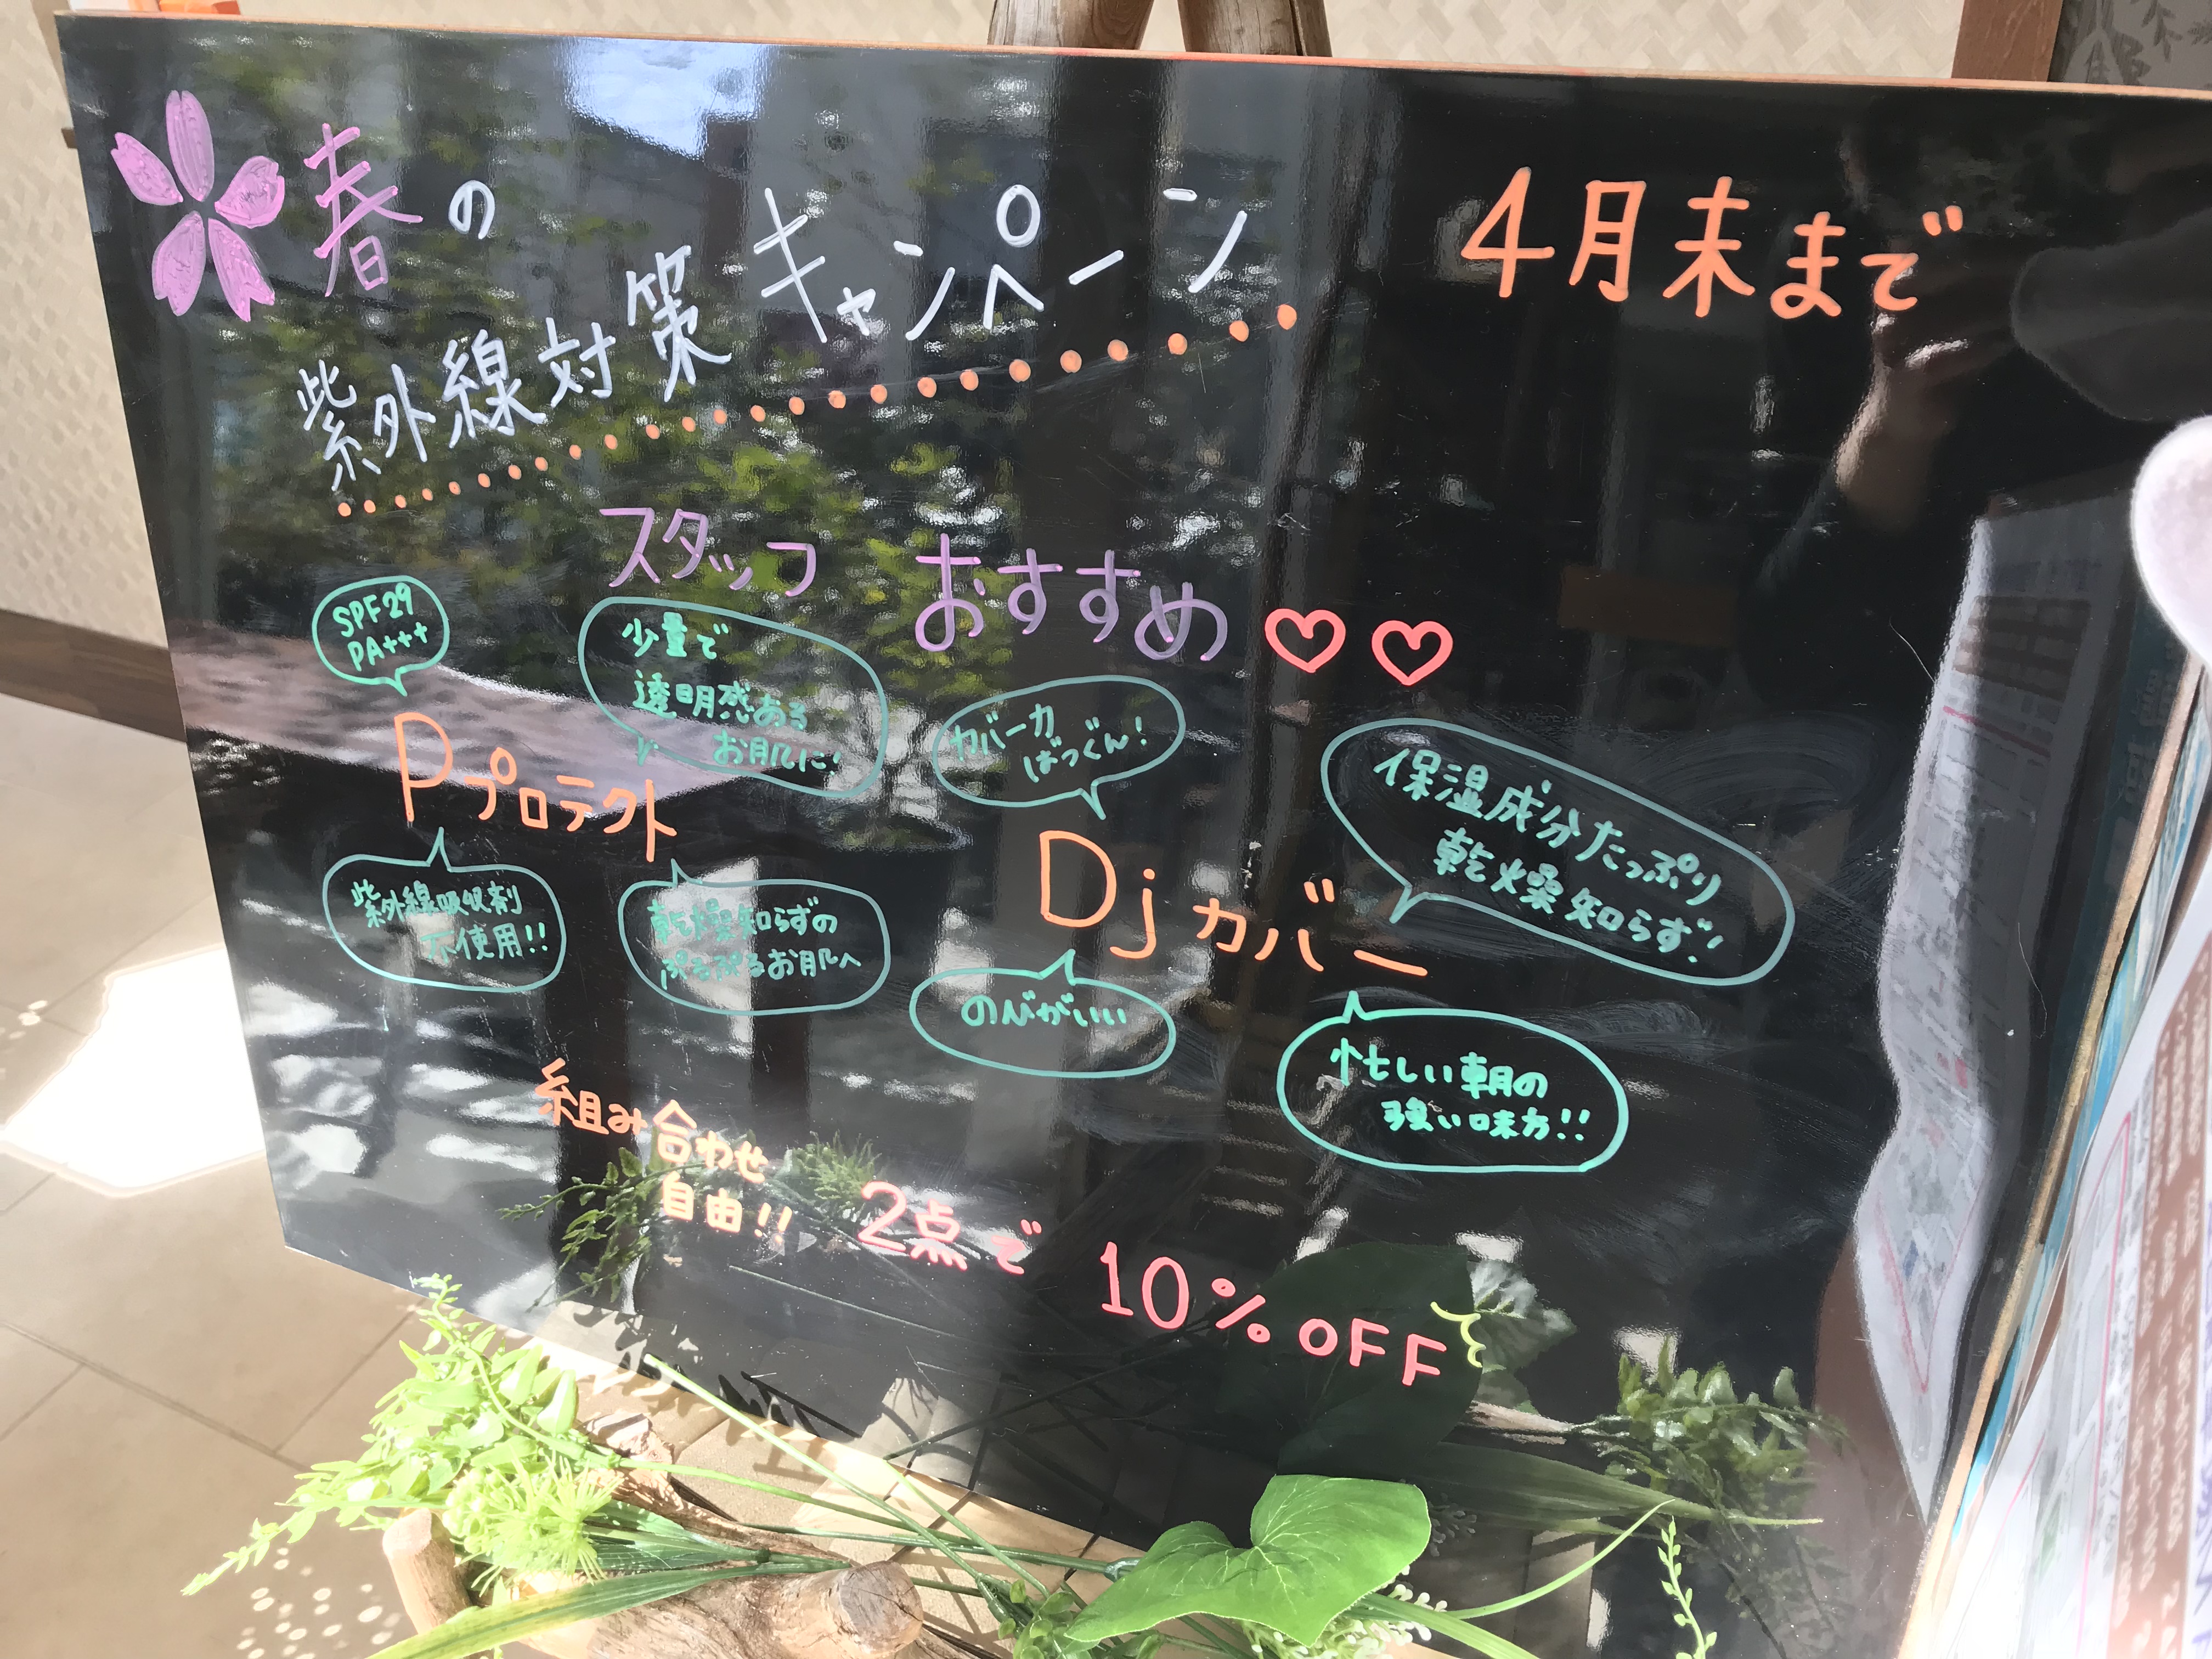 春の
紫外線対策キャンペーン
4月末まで
スタッフ おすすめ
SPF29
PA+++
少量で
透明感ある
お肌に!
Pプロテクト
紫外線吸収剤
不使用!!
乾燥知らずの
ぷるぷるお肌へ
カバー力
ばつぐん!
Djカバー
保湿成分たっぷり
乾燥知らず!
のびがいい
忙しい朝の
強い味方!!
組み合わせ
自由!!
2点で 10%OFF